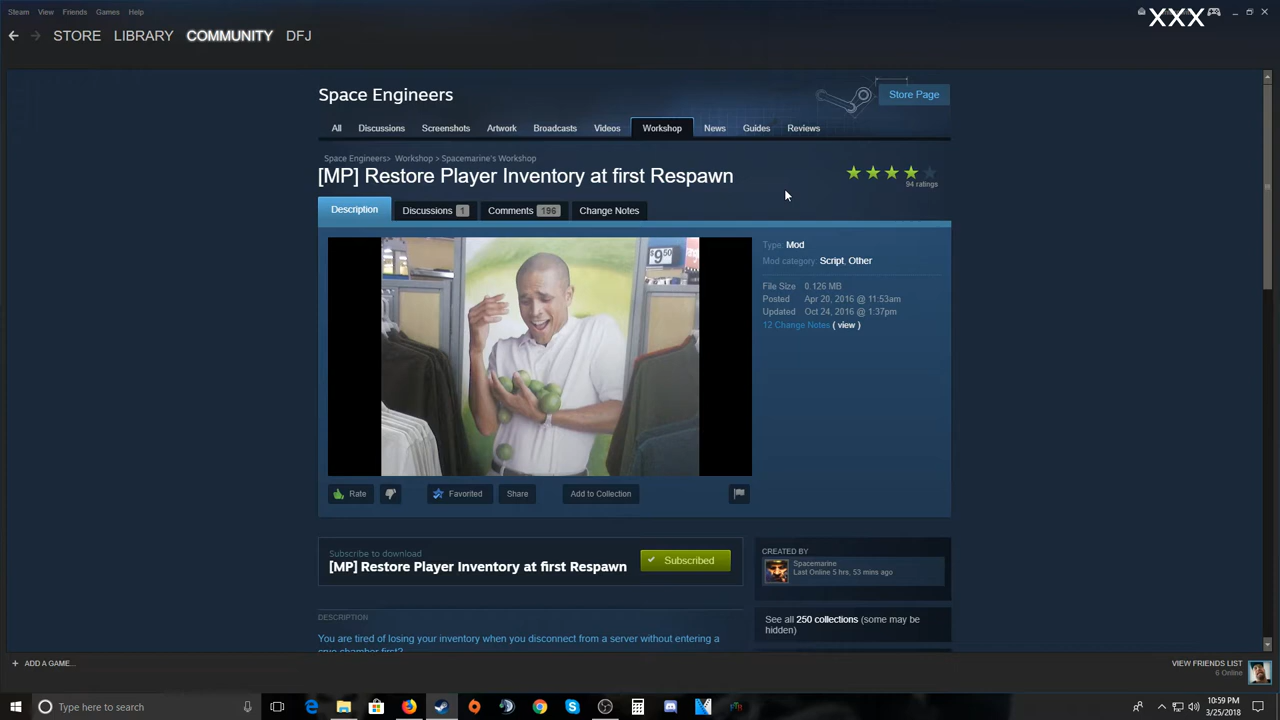 Steam View Friends Games Help
XXX
STORE LIBRARY COMMUNITY DFJ
Space Engineers
Store Page
All Discussions Screenshots Artwork Broadcasts Videos Workshop News Guides Reviews
Space Engineers> Workshop > Spacemarine's Workshop
[MP] Restore Player Inventory at first Respawn
94 ratings
Description Discussions 1 Comments 196 Change Notes
$9.50
Type: Mod
Mod category: Script, Other
File Size 0.126 MB
Posted Apr 20, 2016 @ 11:53am
Updated Oct 24, 2016 @ 1:37pm
12 Change Notes ( view )
Rate Favorited Share Add to Collection
Subscribe to download
[MP] Restore Player Inventory at first Respawn
Subscribed
CREATED BY
Spacemarine
Last Online 5 hrs, 53 mins ago
See all 250 collections (some may
be hidden)
DESCRIPTION
You are tired of losing your inventory when you disconnect from a server without entering a
cryo chamber first?
+ ADD A GAME...
VIEW FRIENDS LIST
6 Online
Type here to search
10:59 PM
3/25/2018